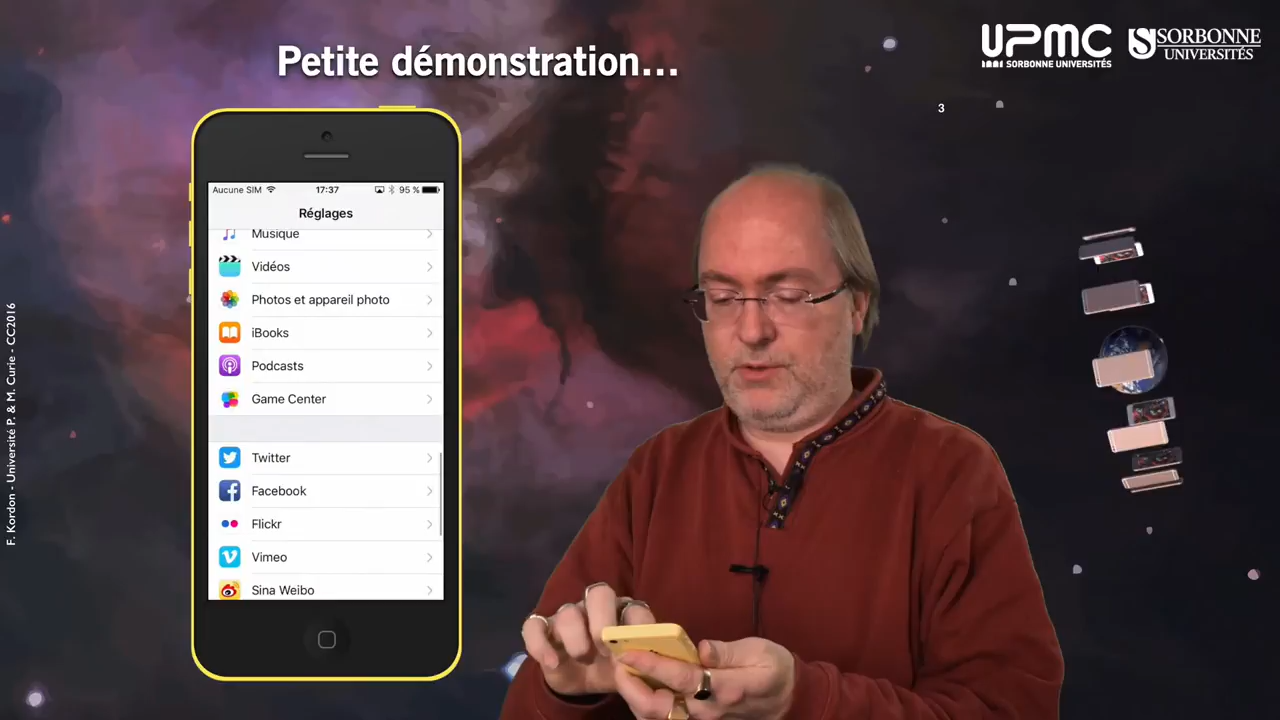 Petite démonstration...
UPMC
SORBONNE UNIVERSITÉS
SORBONNE
UNIVERSITÉS
3
Aucune SIM 17:37 95 %
Réglages
Musique
Vidéos
Photos et appareil photo
iBooks
Podcasts
Game Center
Twitter
Facebook
Flickr
Vimeo
Sina Weibo
F. Kordon - Université P. & M. Curie - CC2016